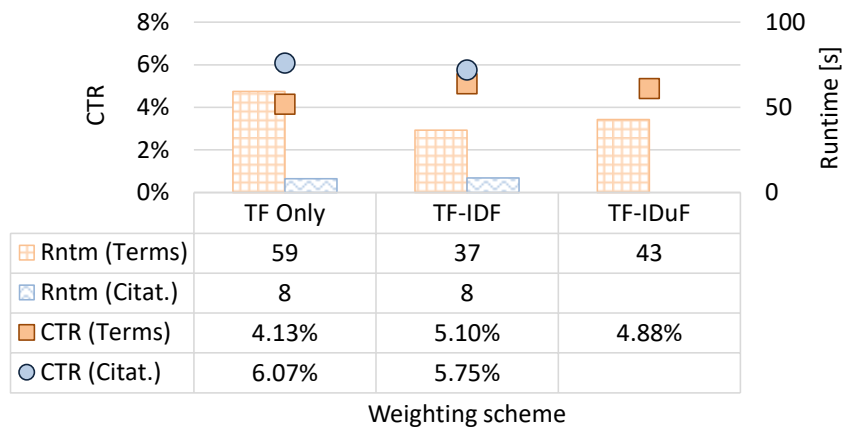 8% 100
6%
4% 50
2%
0% 0
CTR
Runtime [s]
TF Only TF-IDF TF-IDuF
Rntm (Terms) 59 37 43
Rntm (Citat.) 8 8
CTR (Terms) 4.13% 5.10% 4.88%
CTR (Citat.) 6.07% 5.75%
Weighting scheme